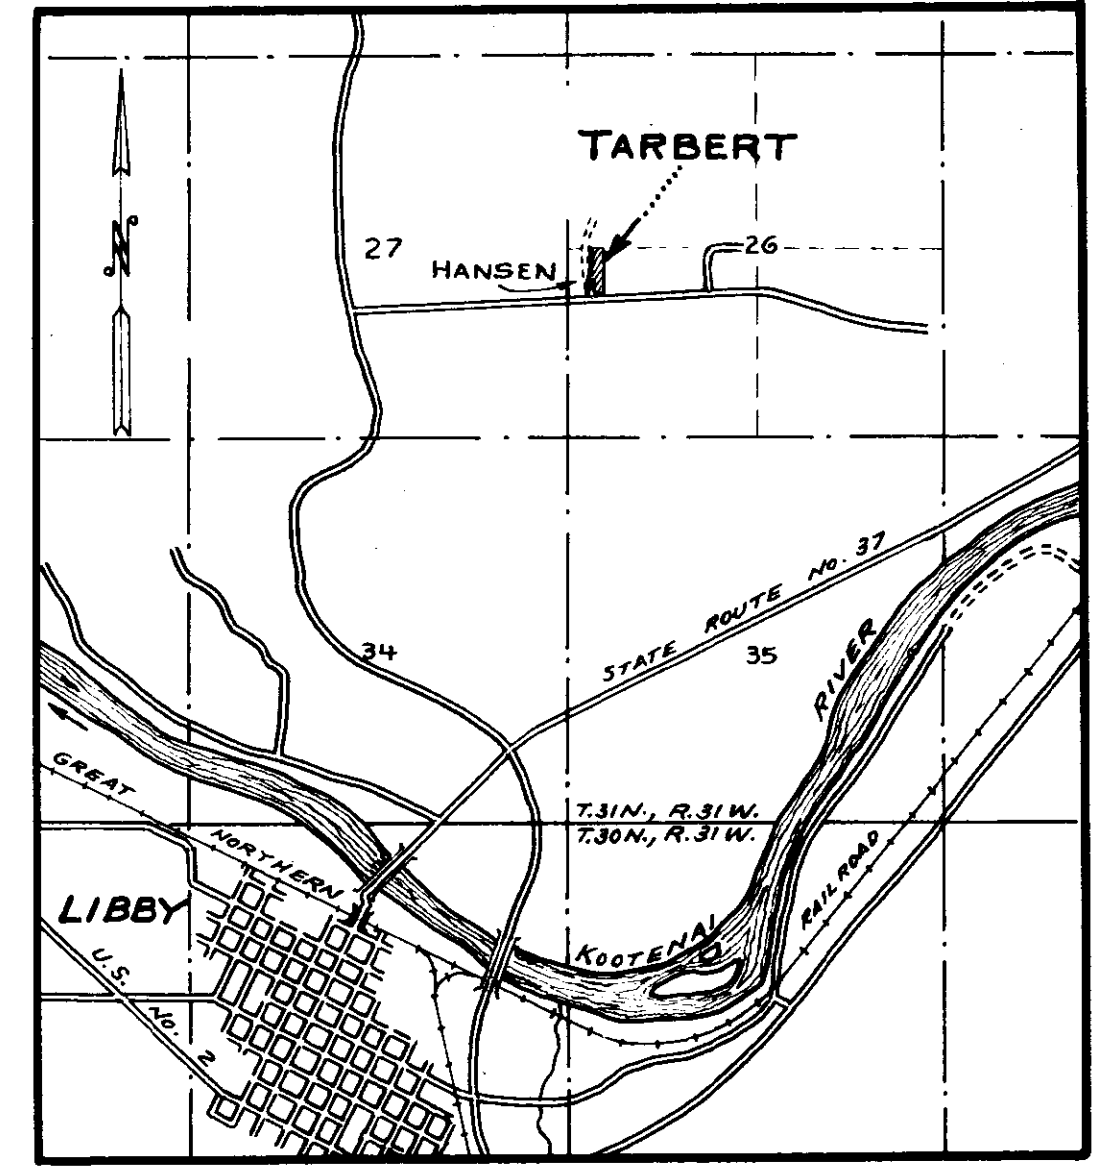 TARBERT
N
27
26
HANSEN
STATE ROUTE No. 37
34
35
RIVER
GREAT NORTHERN RAILROAD
T.31N., R.31W.
T.30N., R.31W.
LIBBY
KOOTENAI
U.S. No. 2